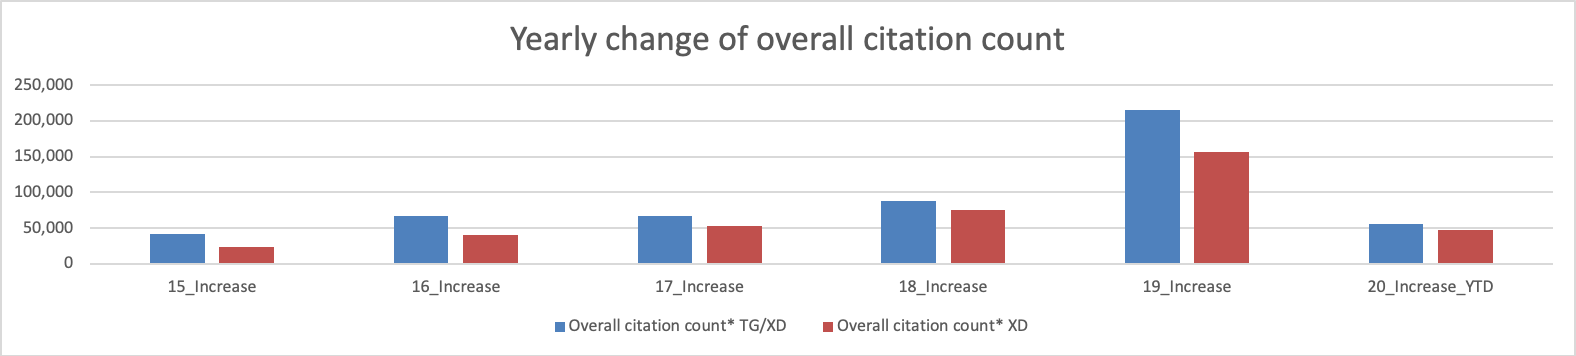 Yearly change of overall citation count
250,000
200,000
150,000
100,000
50,000
0
15_Increase 16_Increase 17_Increase 18_Increase 19_Increase 20_Increase_YTD
Overall citation count* TG/XD Overall citation count* XD